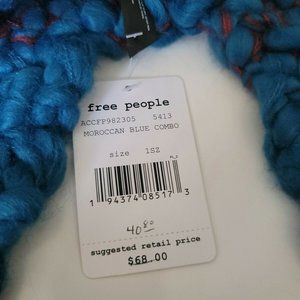 free people
ACCFP982305 5413
MOROCCAN BLUE COMBO
size 1SZ
1 94374 08517 3
40.80
suggested retail price
$68.00